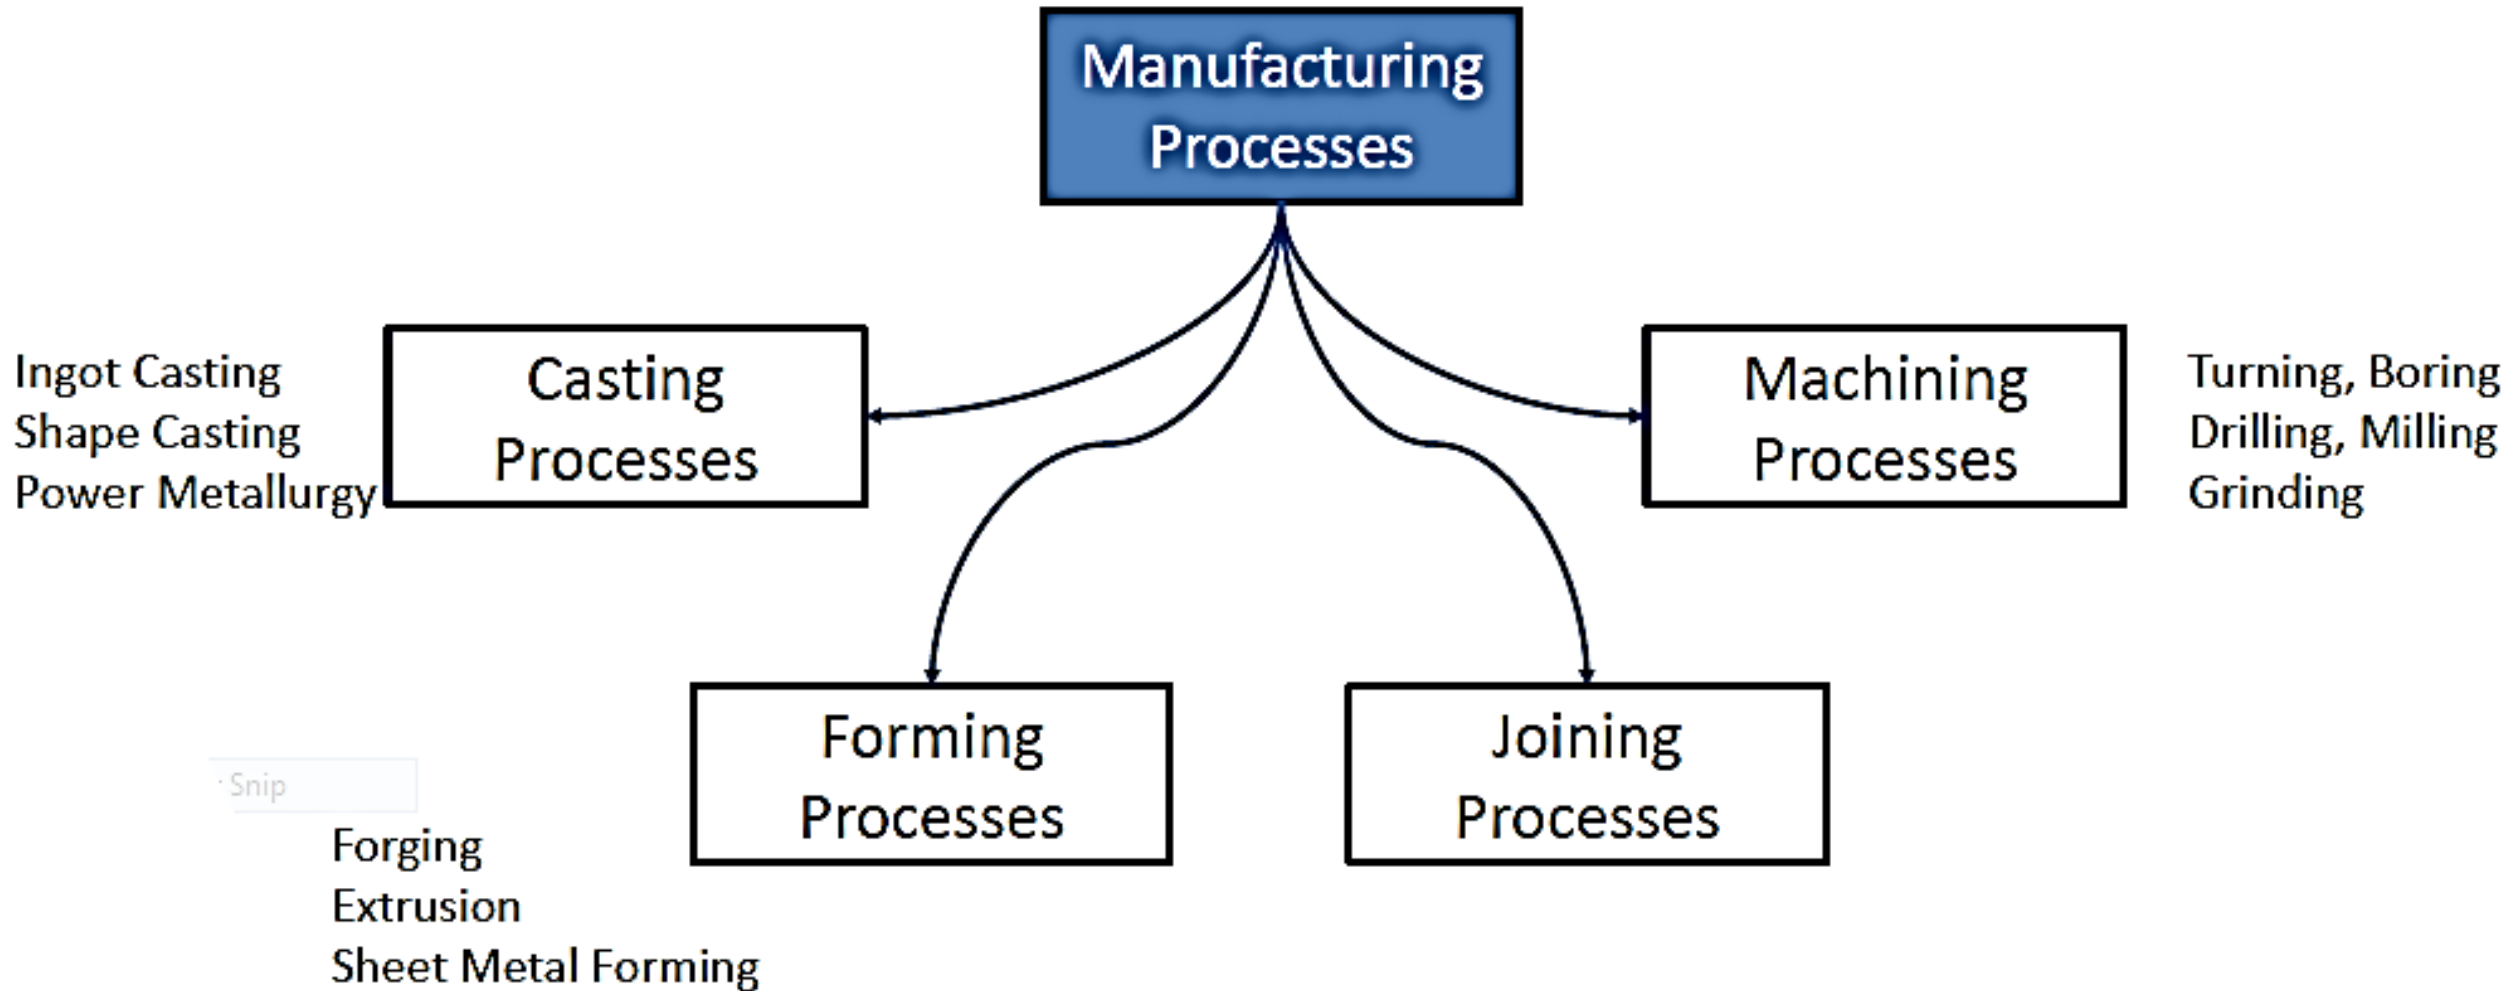 Manufacturing
Processes
Ingot Casting
Shape Casting
Power Metallurgy
Casting
Processes
Machining
Processes
Turning, Boring
Drilling, Milling
Grinding
Forming
Processes
Joining
Processes
Snip
Forging
Extrusion
Sheet Metal Forming